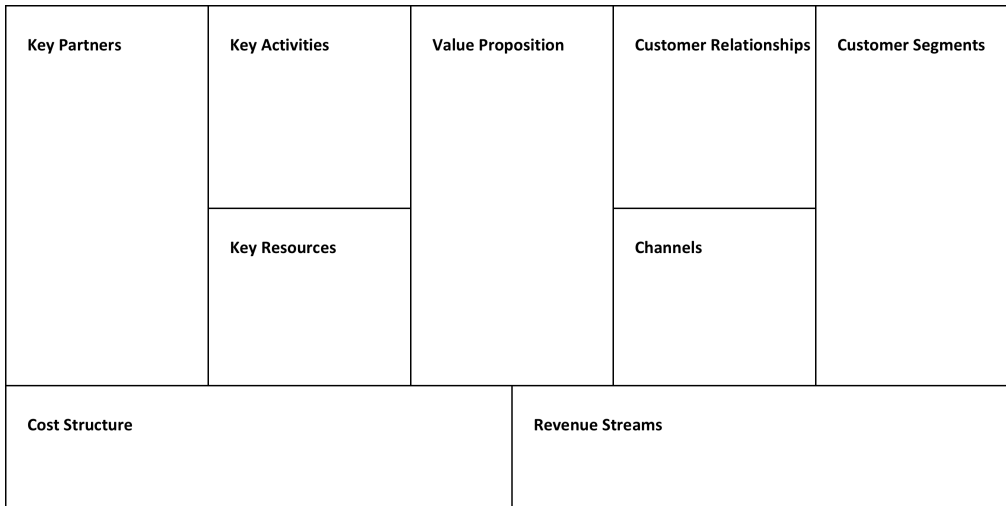 Key Partners
Key Activities
Value Proposition
Customer Relationships
Customer Segments
Key Resources
Channels
Cost Structure
Revenue Streams